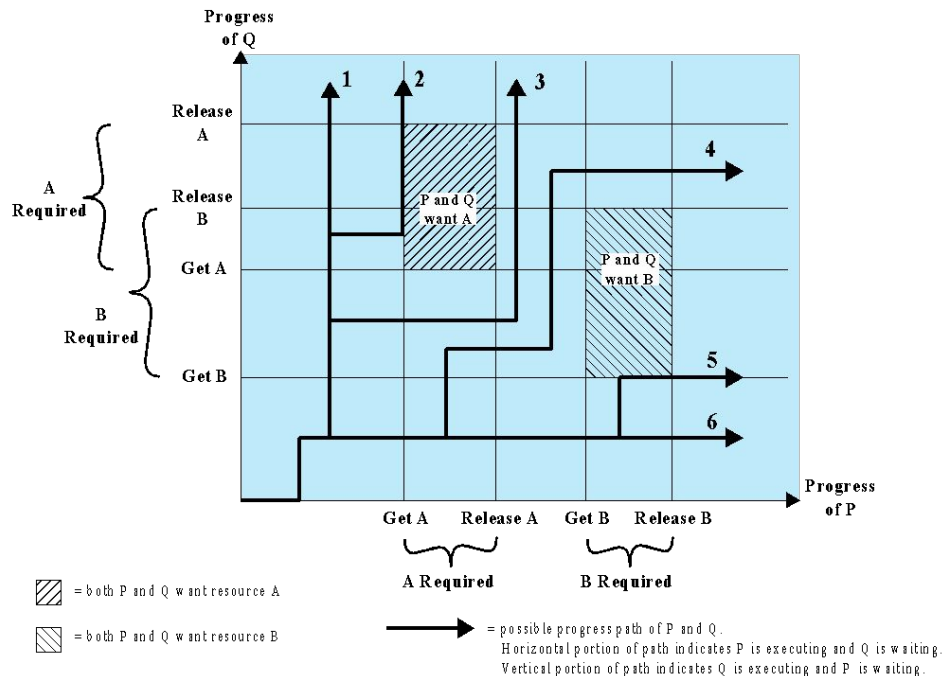 Progress
of Q
1
2
3
4
5
6
Release
A
A
Required
Release
B
P and Q
want A
Get A
P and Q
want B
B
Required
Get B
Progress
of P
Get A
Release A
Get B
Release B
A Required
B Required
= both P and Q want resource A
= both P and Q want resource B
= possible progress path of P and Q.
Horizontal portion of path indicates P is executing and Q is waiting.
Vertical portion of path indicates Q is executing and P is waiting.